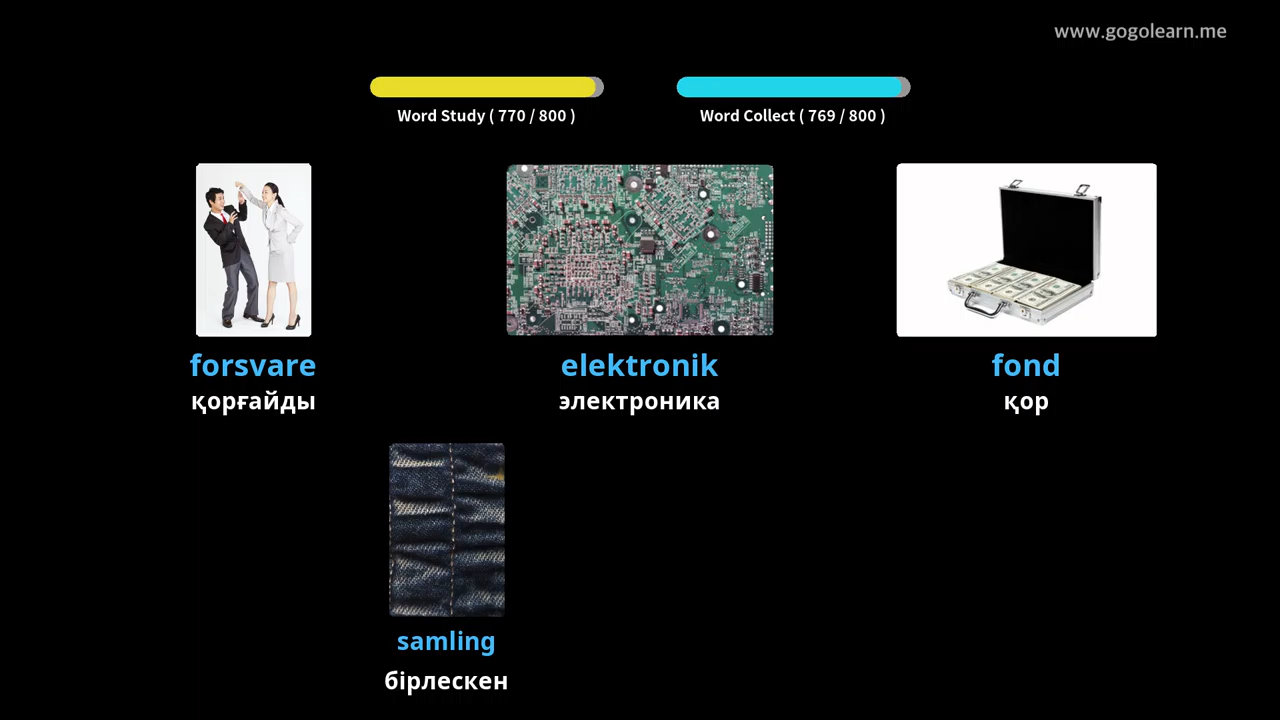 www.gogolearn.me
Word Study ( 770 / 800 )
Word Collect ( 769 / 800 )
forsvare
қорғайды
elektronik
электроника
fond
қор
samling
бірлескен